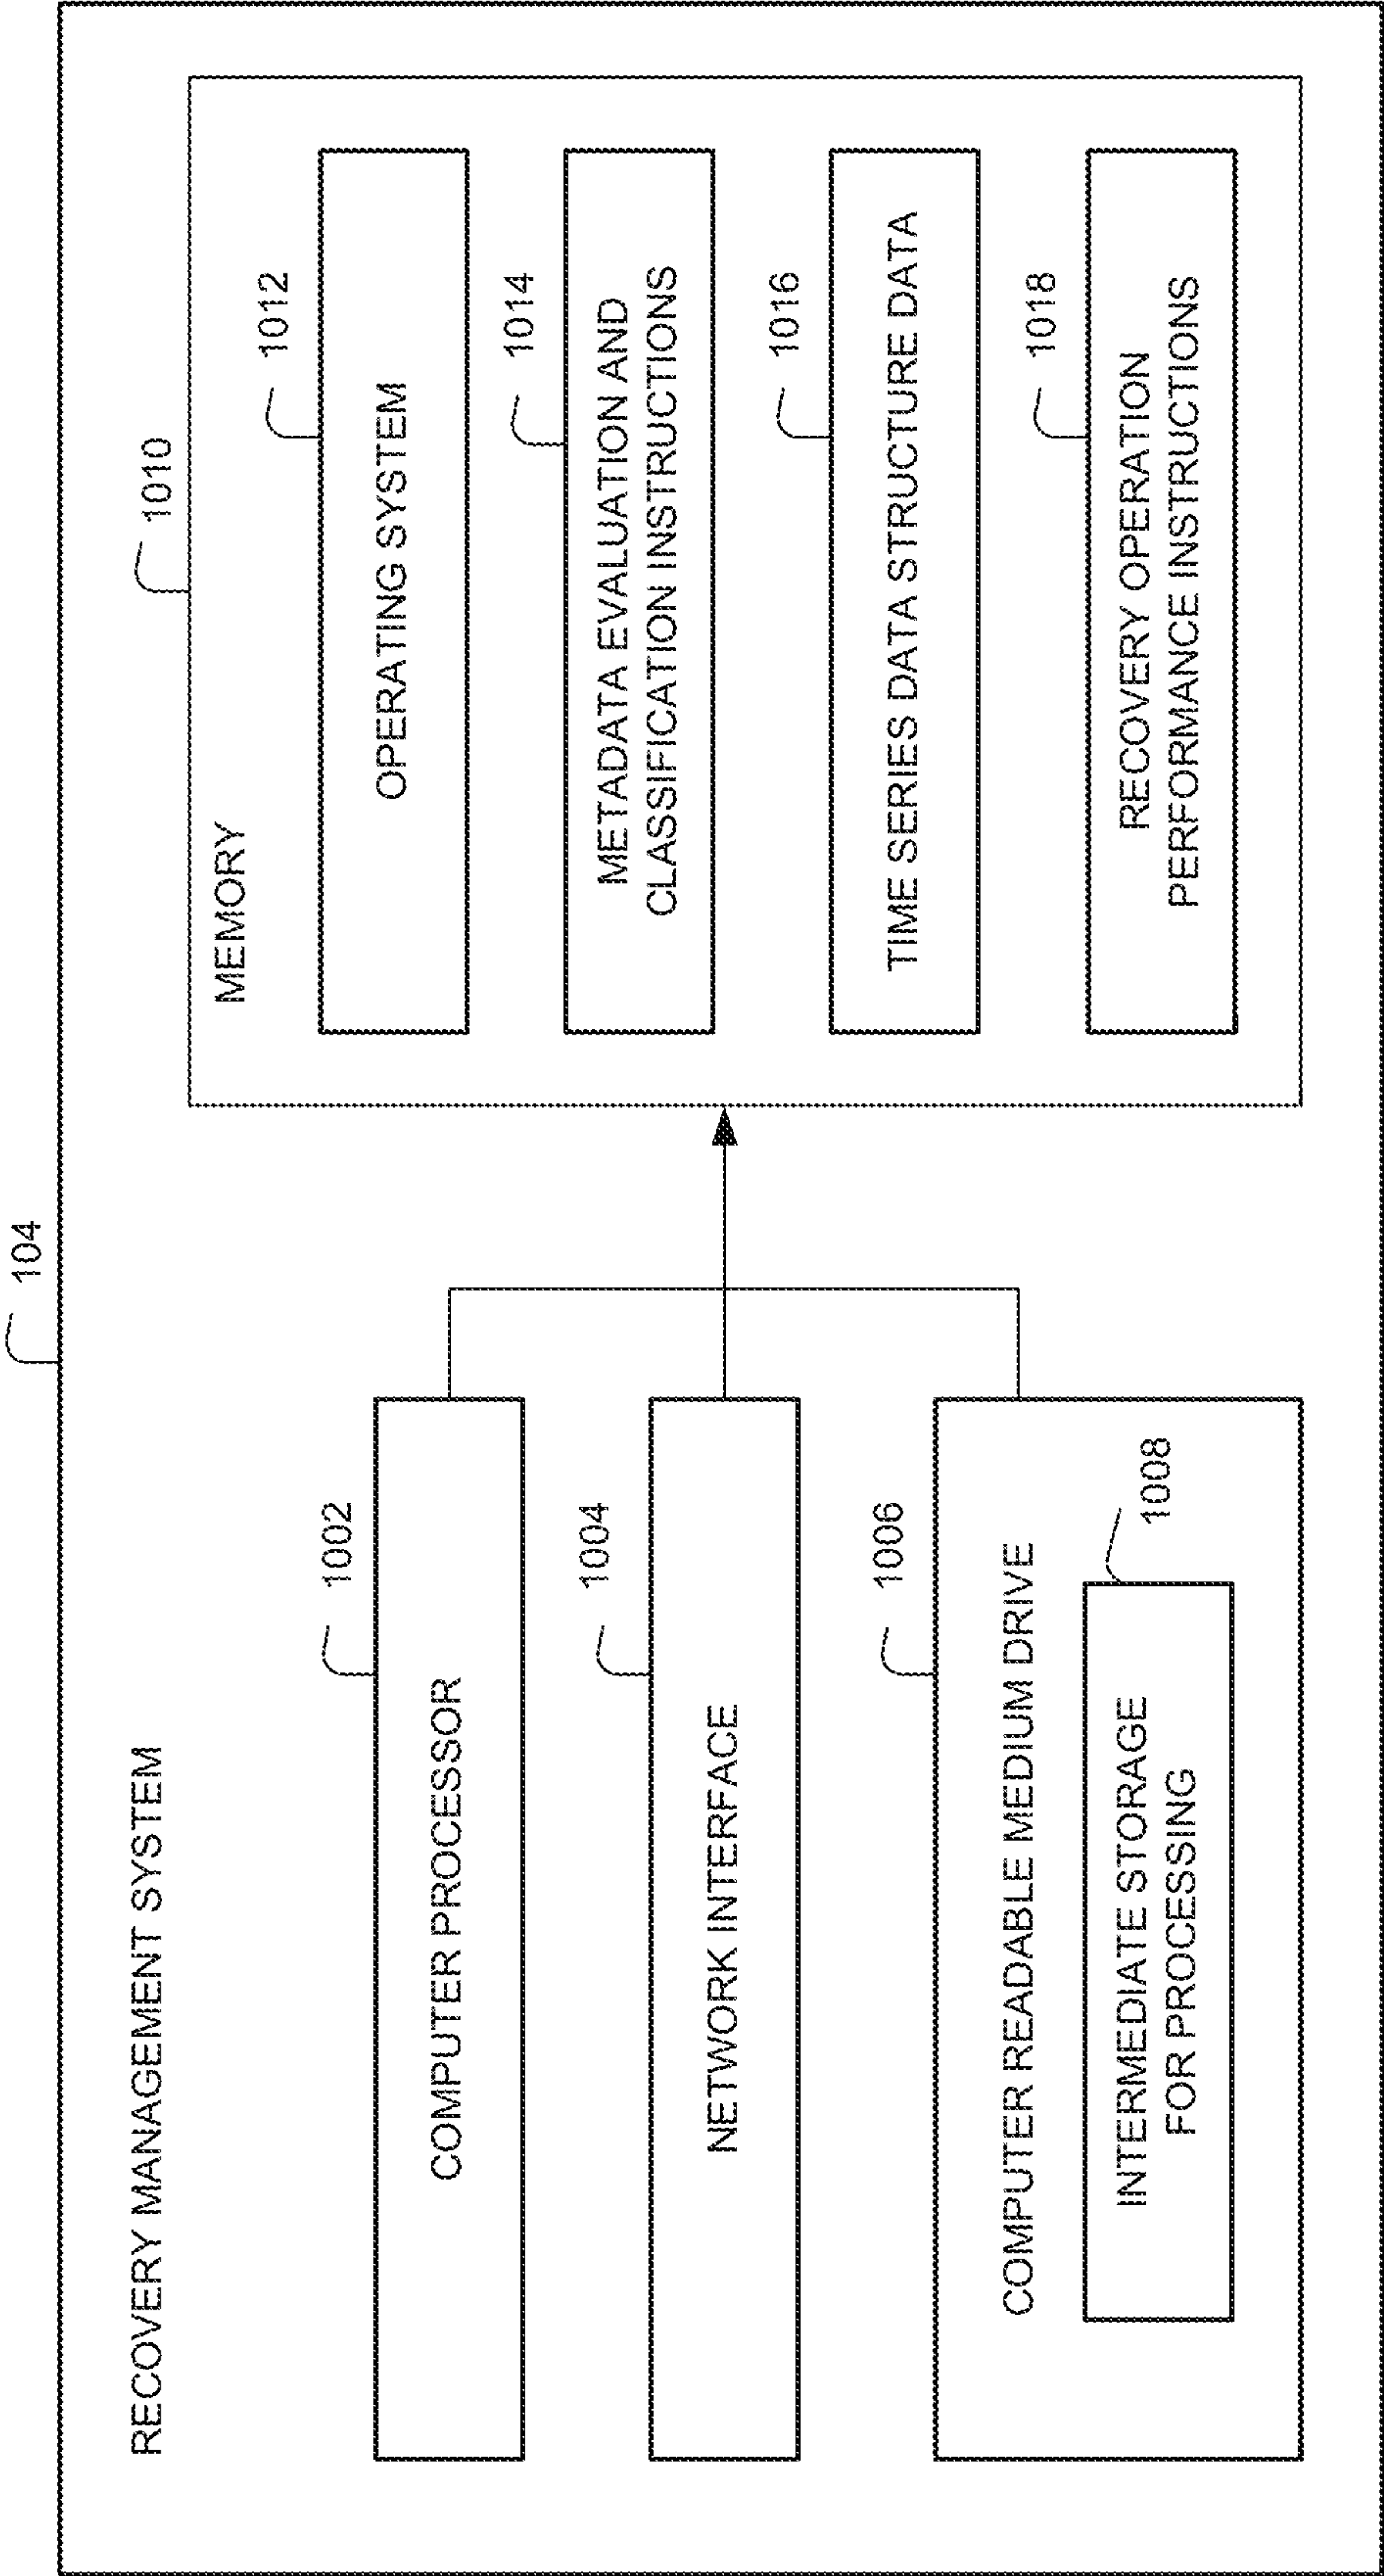 104
RECOVERY MANAGEMENT SYSTEM
1002
COMPUTER PROCESSOR
1004
NETWORK INTERFACE
1006
COMPUTER READABLE MEDIUM DRIVE
1008
INTERMEDIATE STORAGE
FOR PROCESSING
1010
MEMORY
1012
OPERATING SYSTEM
1014
METADATA EVALUATION AND
CLASSIFICATION INSTRUCTIONS
1016
TIME SERIES DATA STRUCTURE DATA
1018
RECOVERY OPERATION
PERFORMANCE INSTRUCTIONS